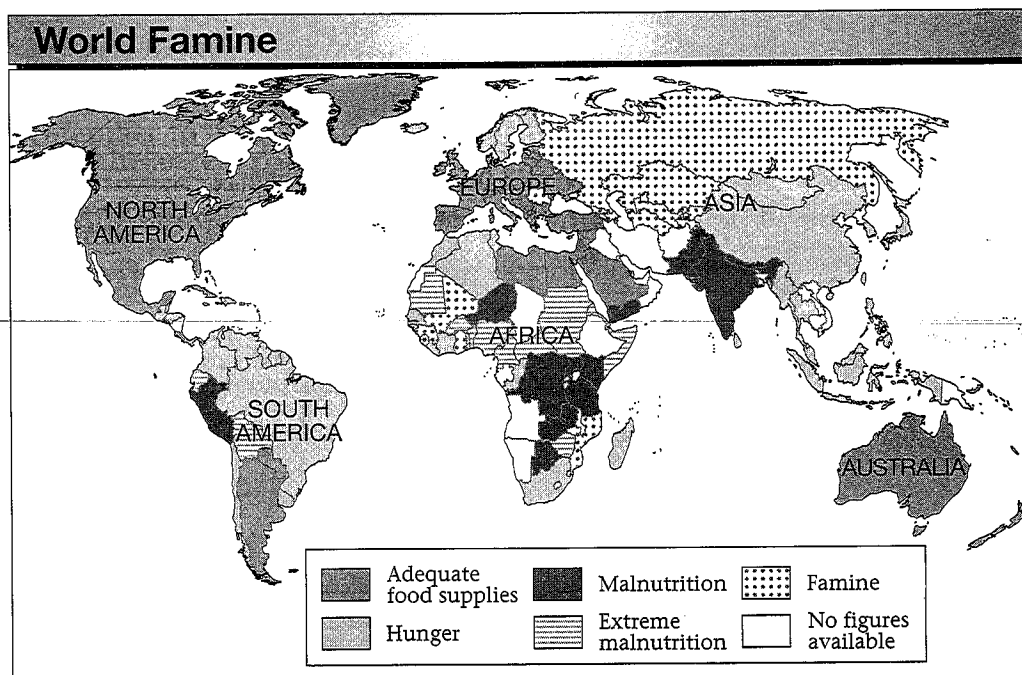 World Famine
NORTH
AMERICA
EUROPE
ASIA
AFRICA
SOUTH
AMERICA
AUSTRALIA
Adequate
food supplies
Malnutrition
Famine
Hunger
Extreme
malnutrition
No figures
available